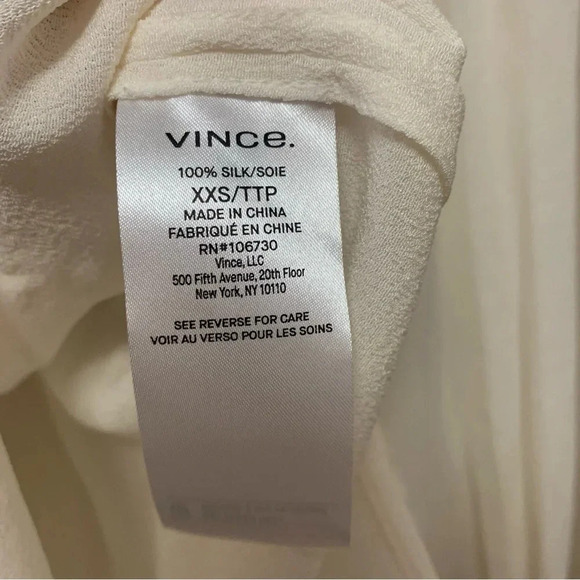 VINCE.
100% SILK/SOIE
XXS/TTP
MADE IN CHINA
FABRIQUÉ EN CHINE
RN#106730
Vince, LLC
500 Fifth Avenue, 20th Floor
New York, NY 10110
SEE REVERSE FOR CARE
VOIR AU VERSO POUR LES SOINS